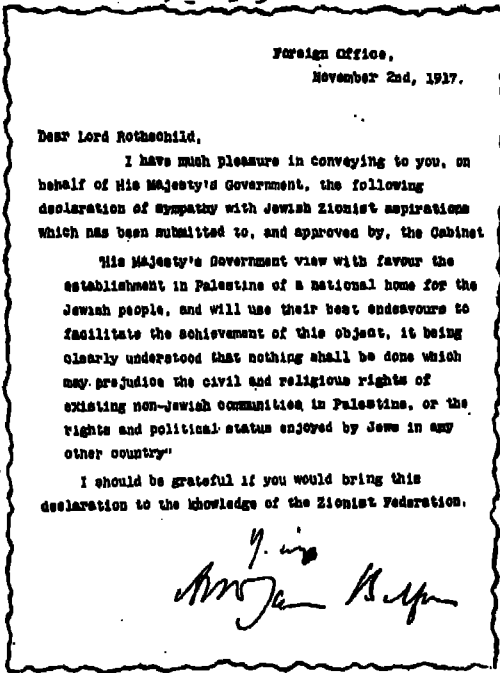 Foreign Office,
November 2nd, 1917.
Dear Lord Rothschild,
I have much pleasure in conveying to you, on
behalf of His Majesty's Government, the following
declaration of sympathy with Jewish Zionist aspirations
which has been submitted to, and approved by, the Cabinet
"His Majesty's Government view with favour the
establishment in Palestine of a national home for the
Jewish people, and will use their best endeavours to
facilitate the achievement of this object, it being
clearly understood that nothing shall be done which
may prejudice the civil and religious rights of
existing non-Jewish communities in Palestine, or the
rights and political status enjoyed by Jews in any
other country"
I should be grateful if you would bring this
declaration to the knowledge of the Zionist Federation.
Arthur James Balfour